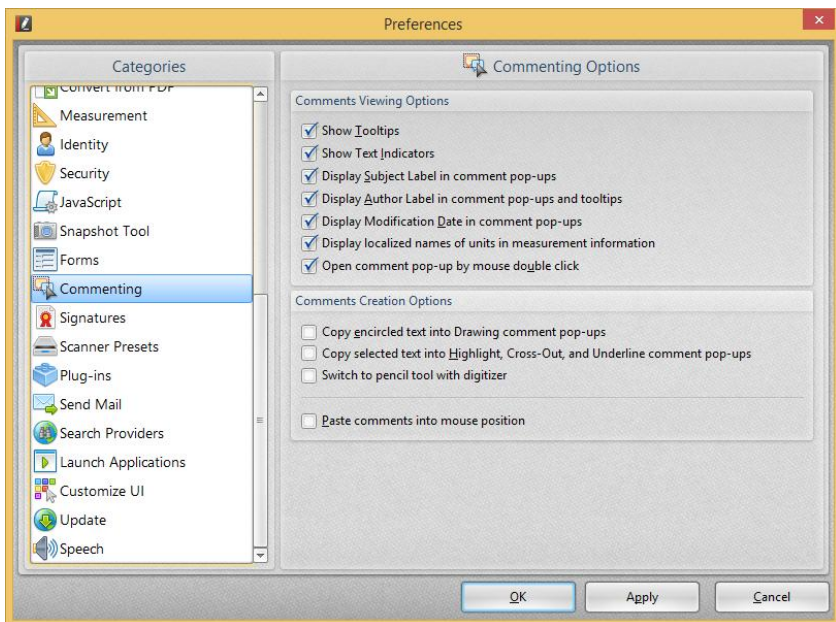 Preferences
Categories
Convert from PDF
Measurement
Identity
Security
JavaScript
Snapshot Tool
Forms
Commenting
Signatures
Scanner Presets
Plug-ins
Send Mail
Search Providers
Launch Applications
Customize UI
Update
Speech
Commenting Options
Comments Viewing Options
Show Tooltips
Show Text Indicators
Display Subject Label in comment pop-ups
Display Author Label in comment pop-ups and tooltips
Display Modification Date in comment pop-ups
Display localized names of units in measurement information
Open comment pop-up by mouse double click
Comments Creation Options
Copy encircled text into Drawing comment pop-ups
Copy selected text into Highlight, Cross-Out, and Underline comment pop-ups
Switch to pencil tool with digitizer
Paste comments into mouse position
OK
Apply
Cancel